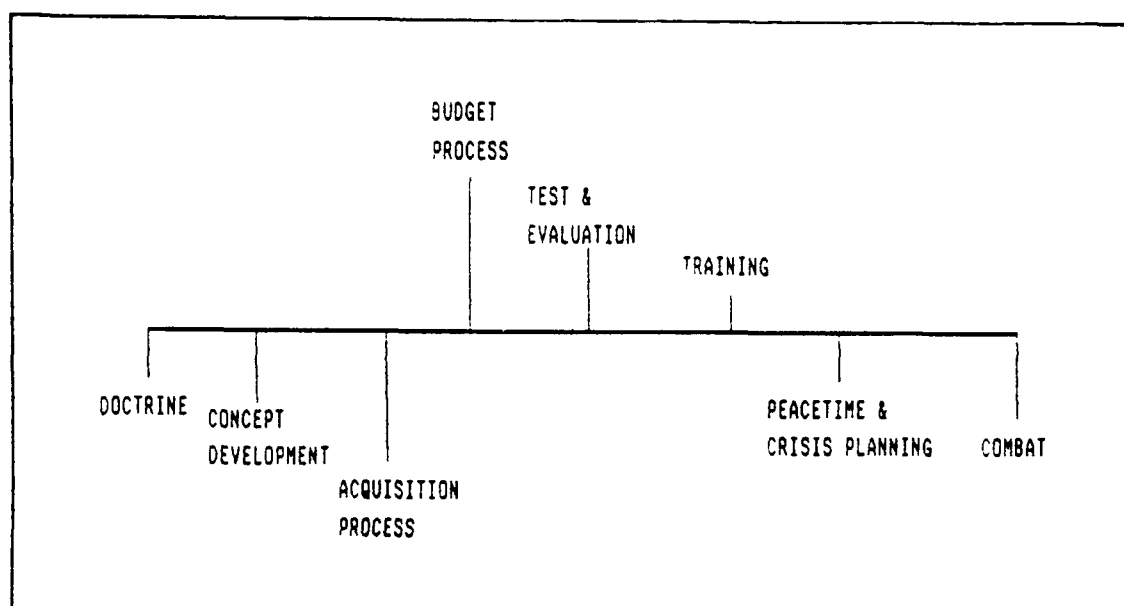 BUDGET
PROCESS
TEST &
EVALUATION
TRAINING
DOCTRINE
CONCEPT
DEVELOPMENT
ACQUISITION
PROCESS
PEACETIME &
CRISIS PLANNING
COMBAT